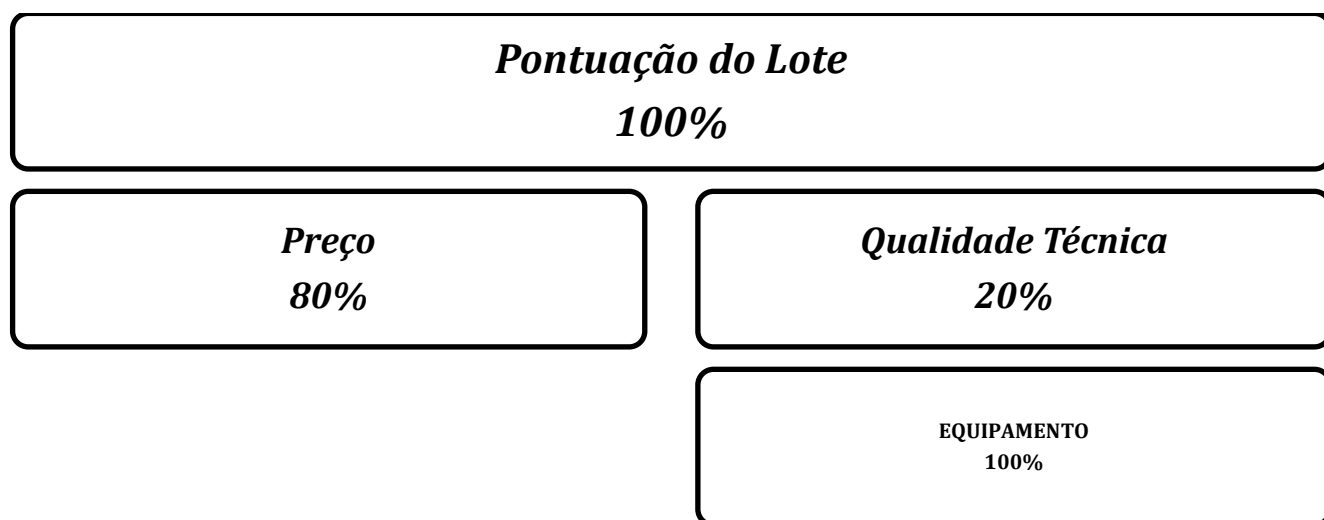 Pontuação do Lote
100%
Preço
80%
Qualidade Técnica
20%
EQUIPAMENTO
100%